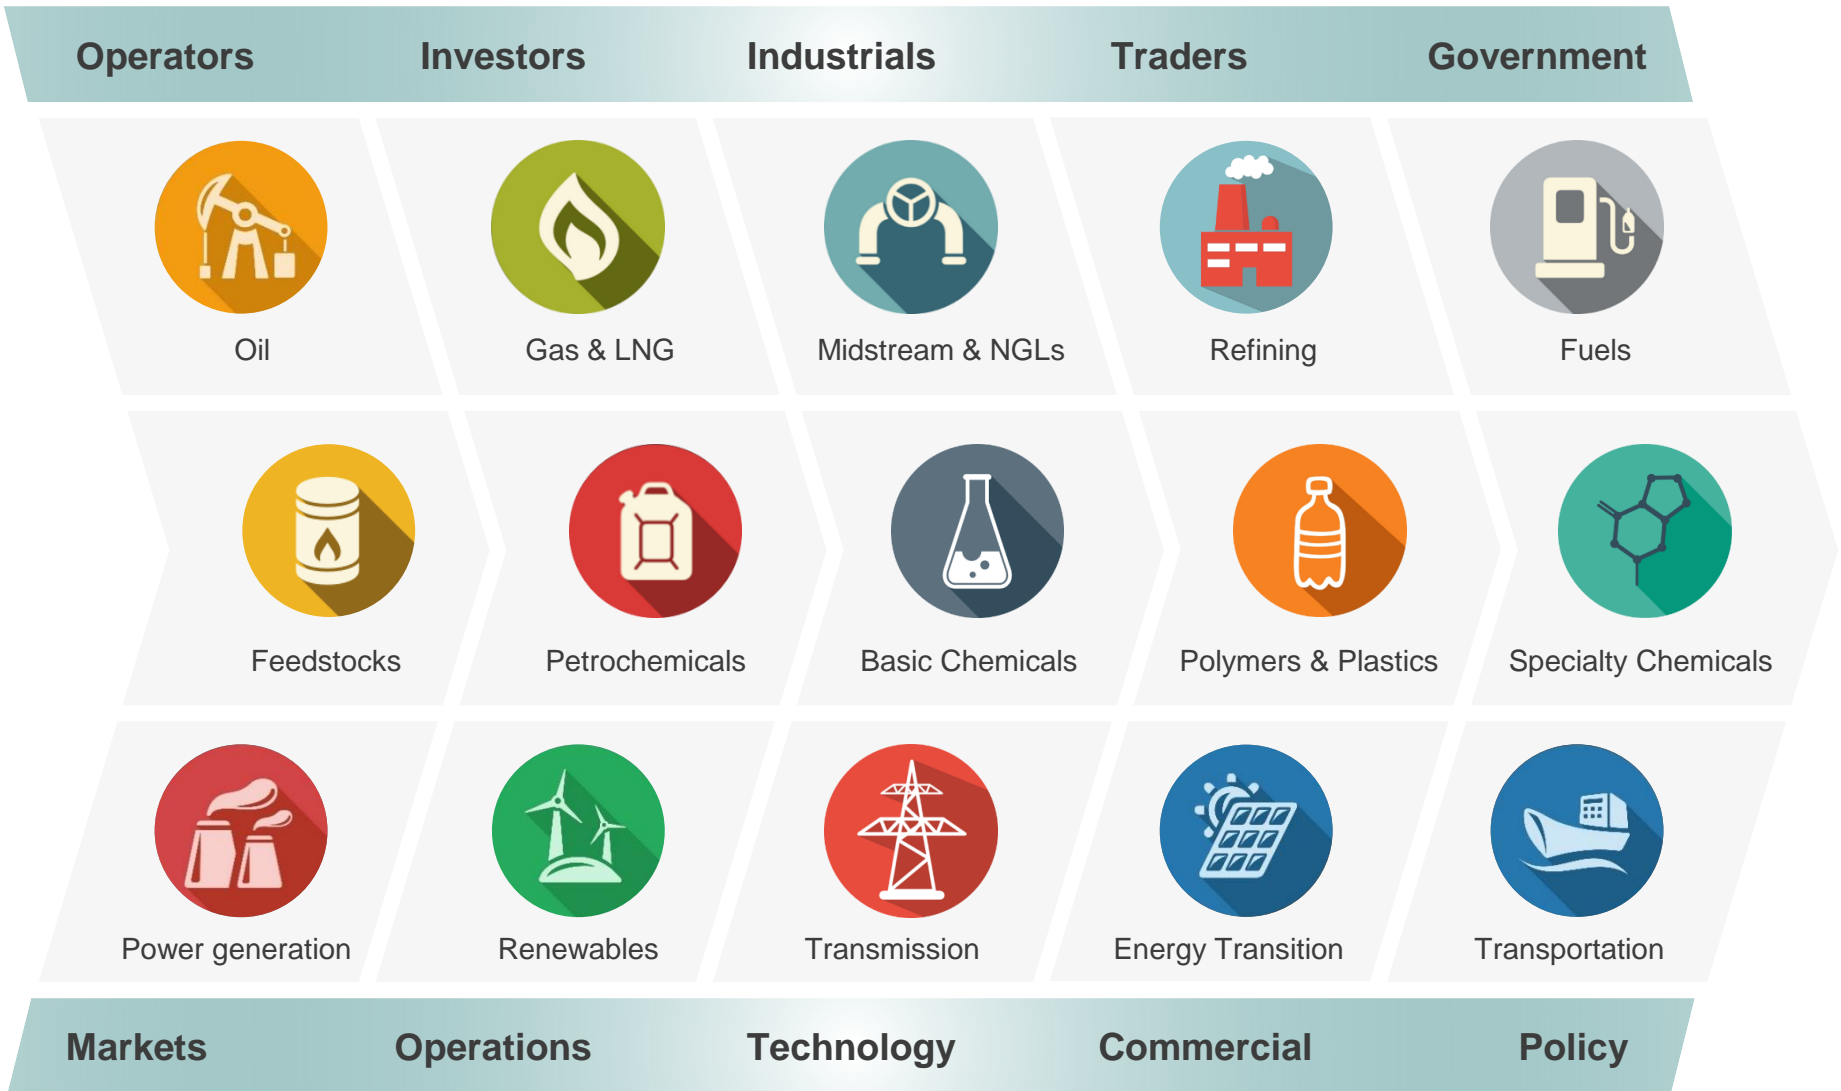 Operators Investors Industrials Traders Government
Oil Gas & LNG Midstream & NGLs Refining Fuels
Feedstocks Petrochemicals Basic Chemicals Polymers & Plastics Specialty Chemicals
Power generation Renewables Transmission Energy Transition Transportation
Markets Operations Technology Commercial Policy